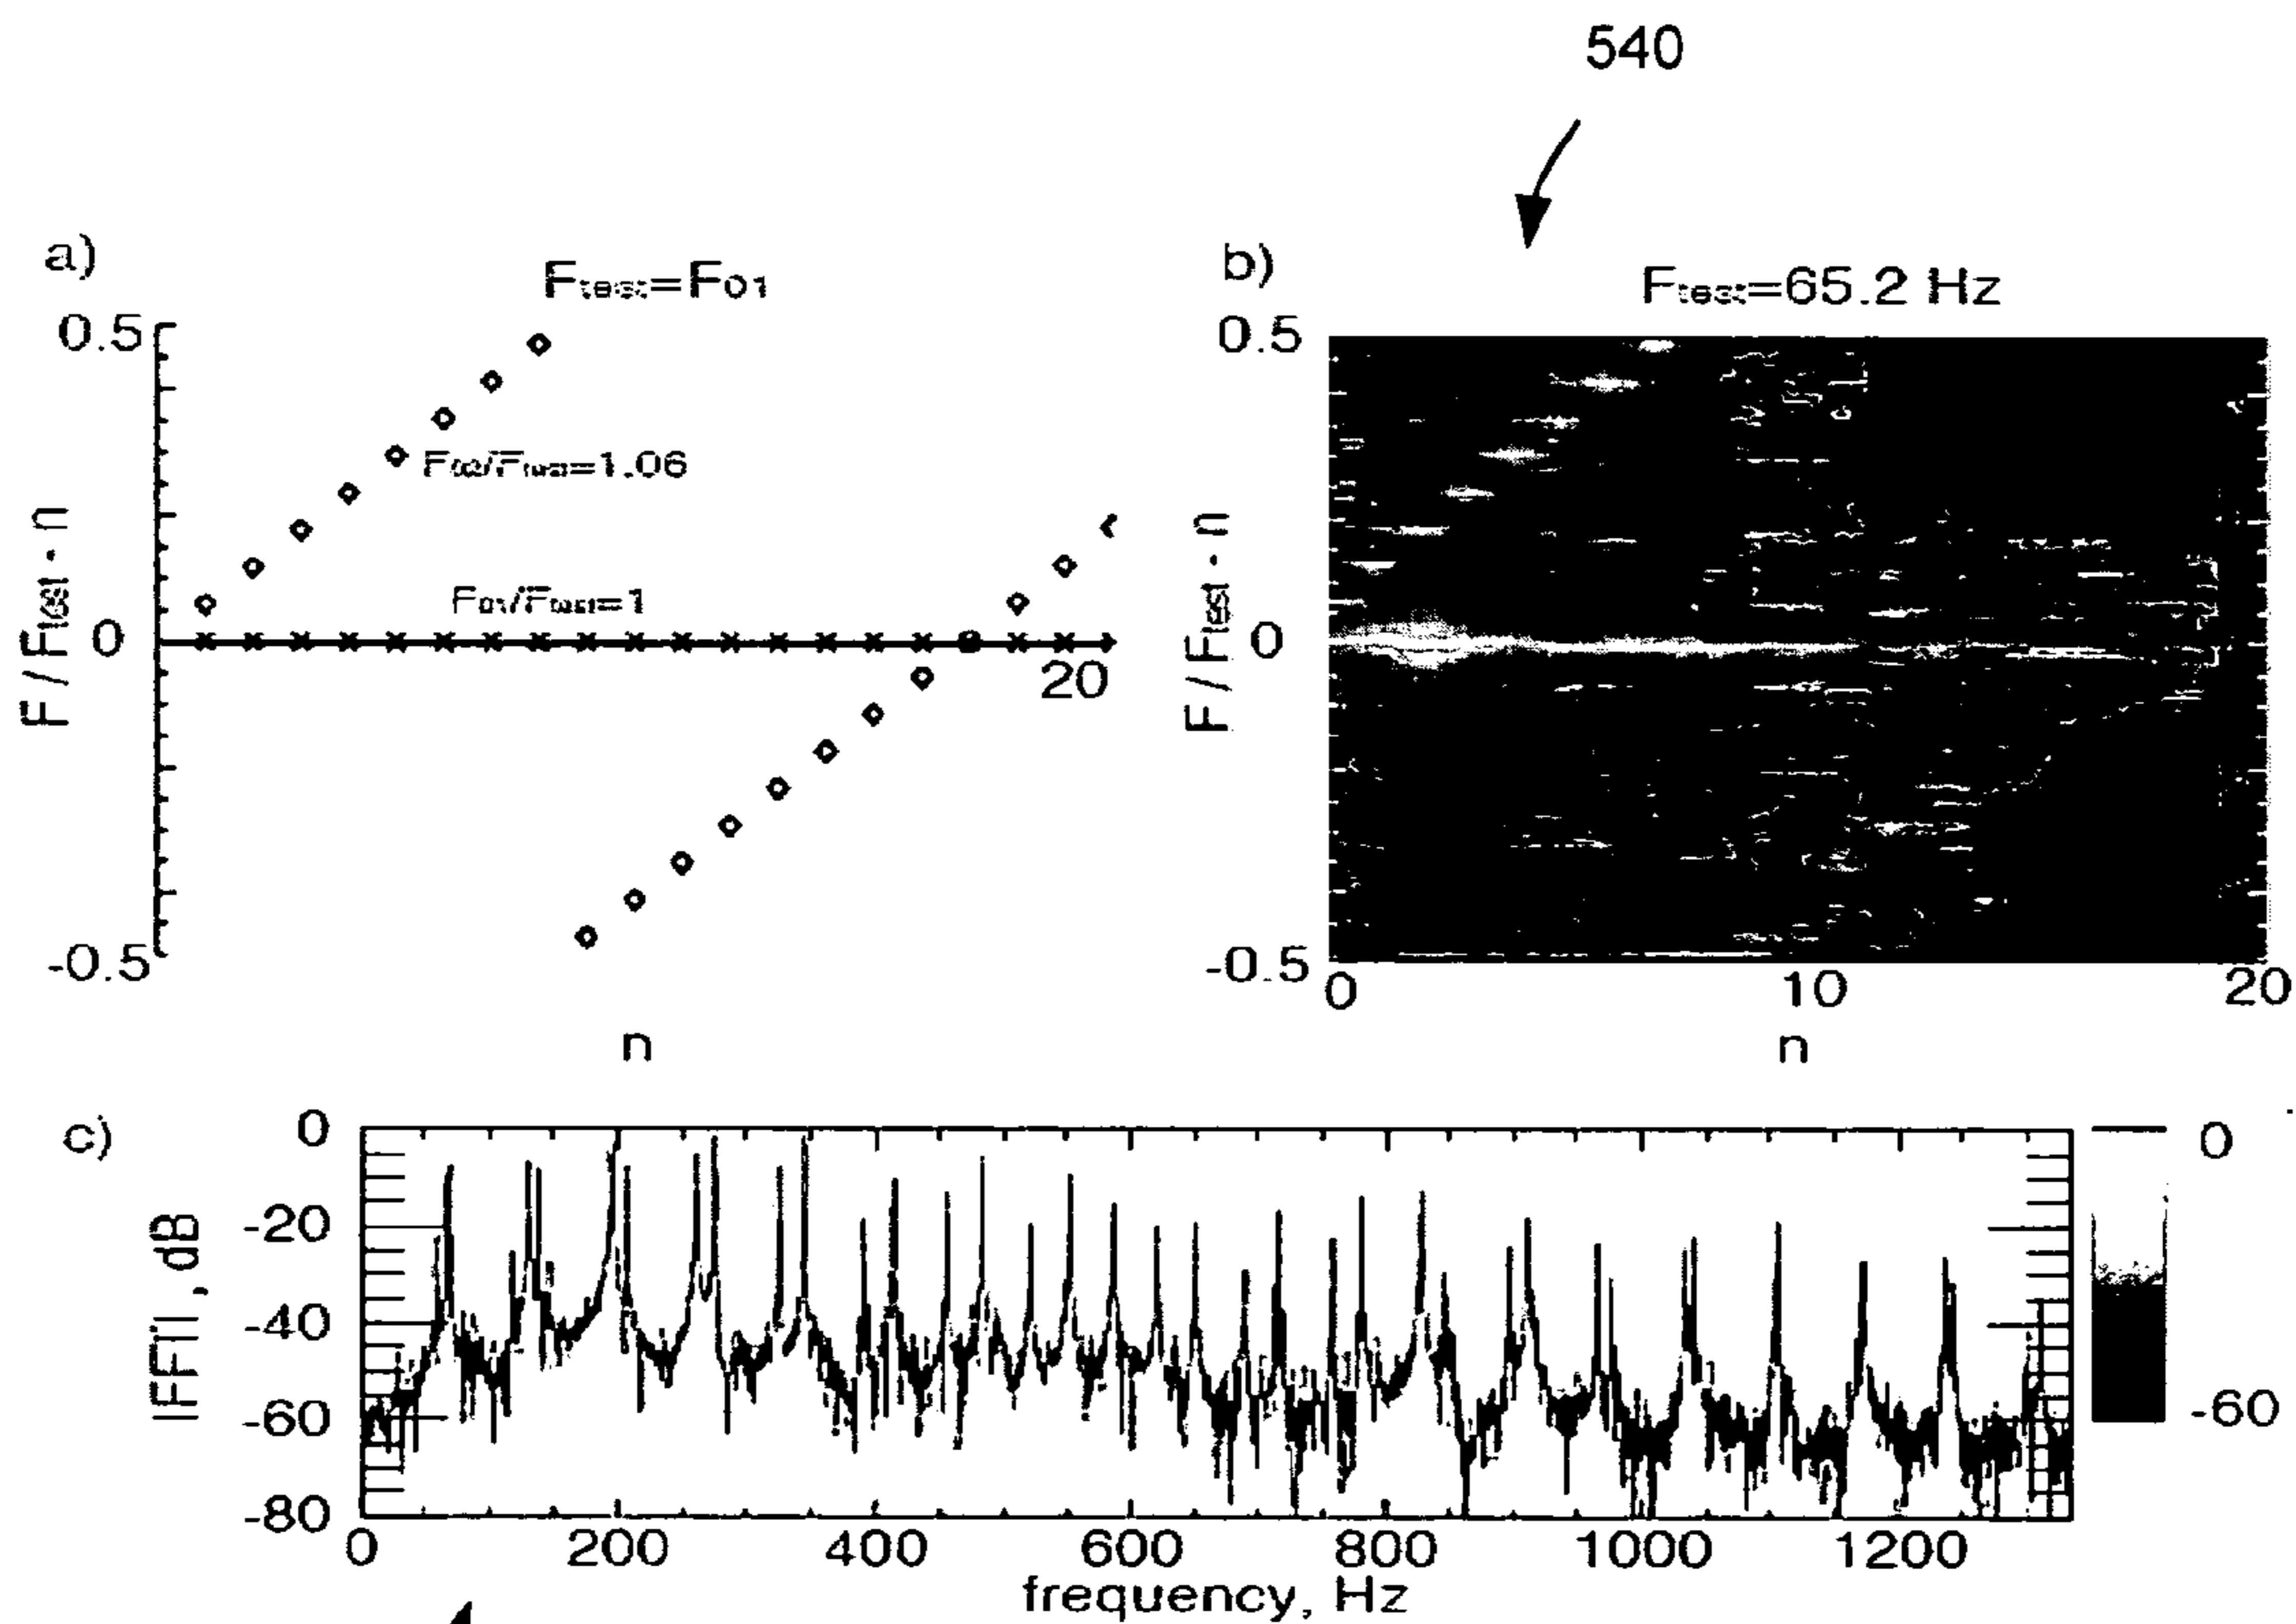 540
a)
Ftest=F01
0.5
F02/Ftest=1.06
F01/Ftest=1
0
20
-0.5
F / Ftest - n
n
b)
Ftest=65.2 Hz
0.5
0
-0.5
F / Ftest - n
0 10 20
n
c)
0
-20
-40
-60
-80
|FFT|, dB
0 200 400 600 800 1000 1200
frequency, Hz
0
-60